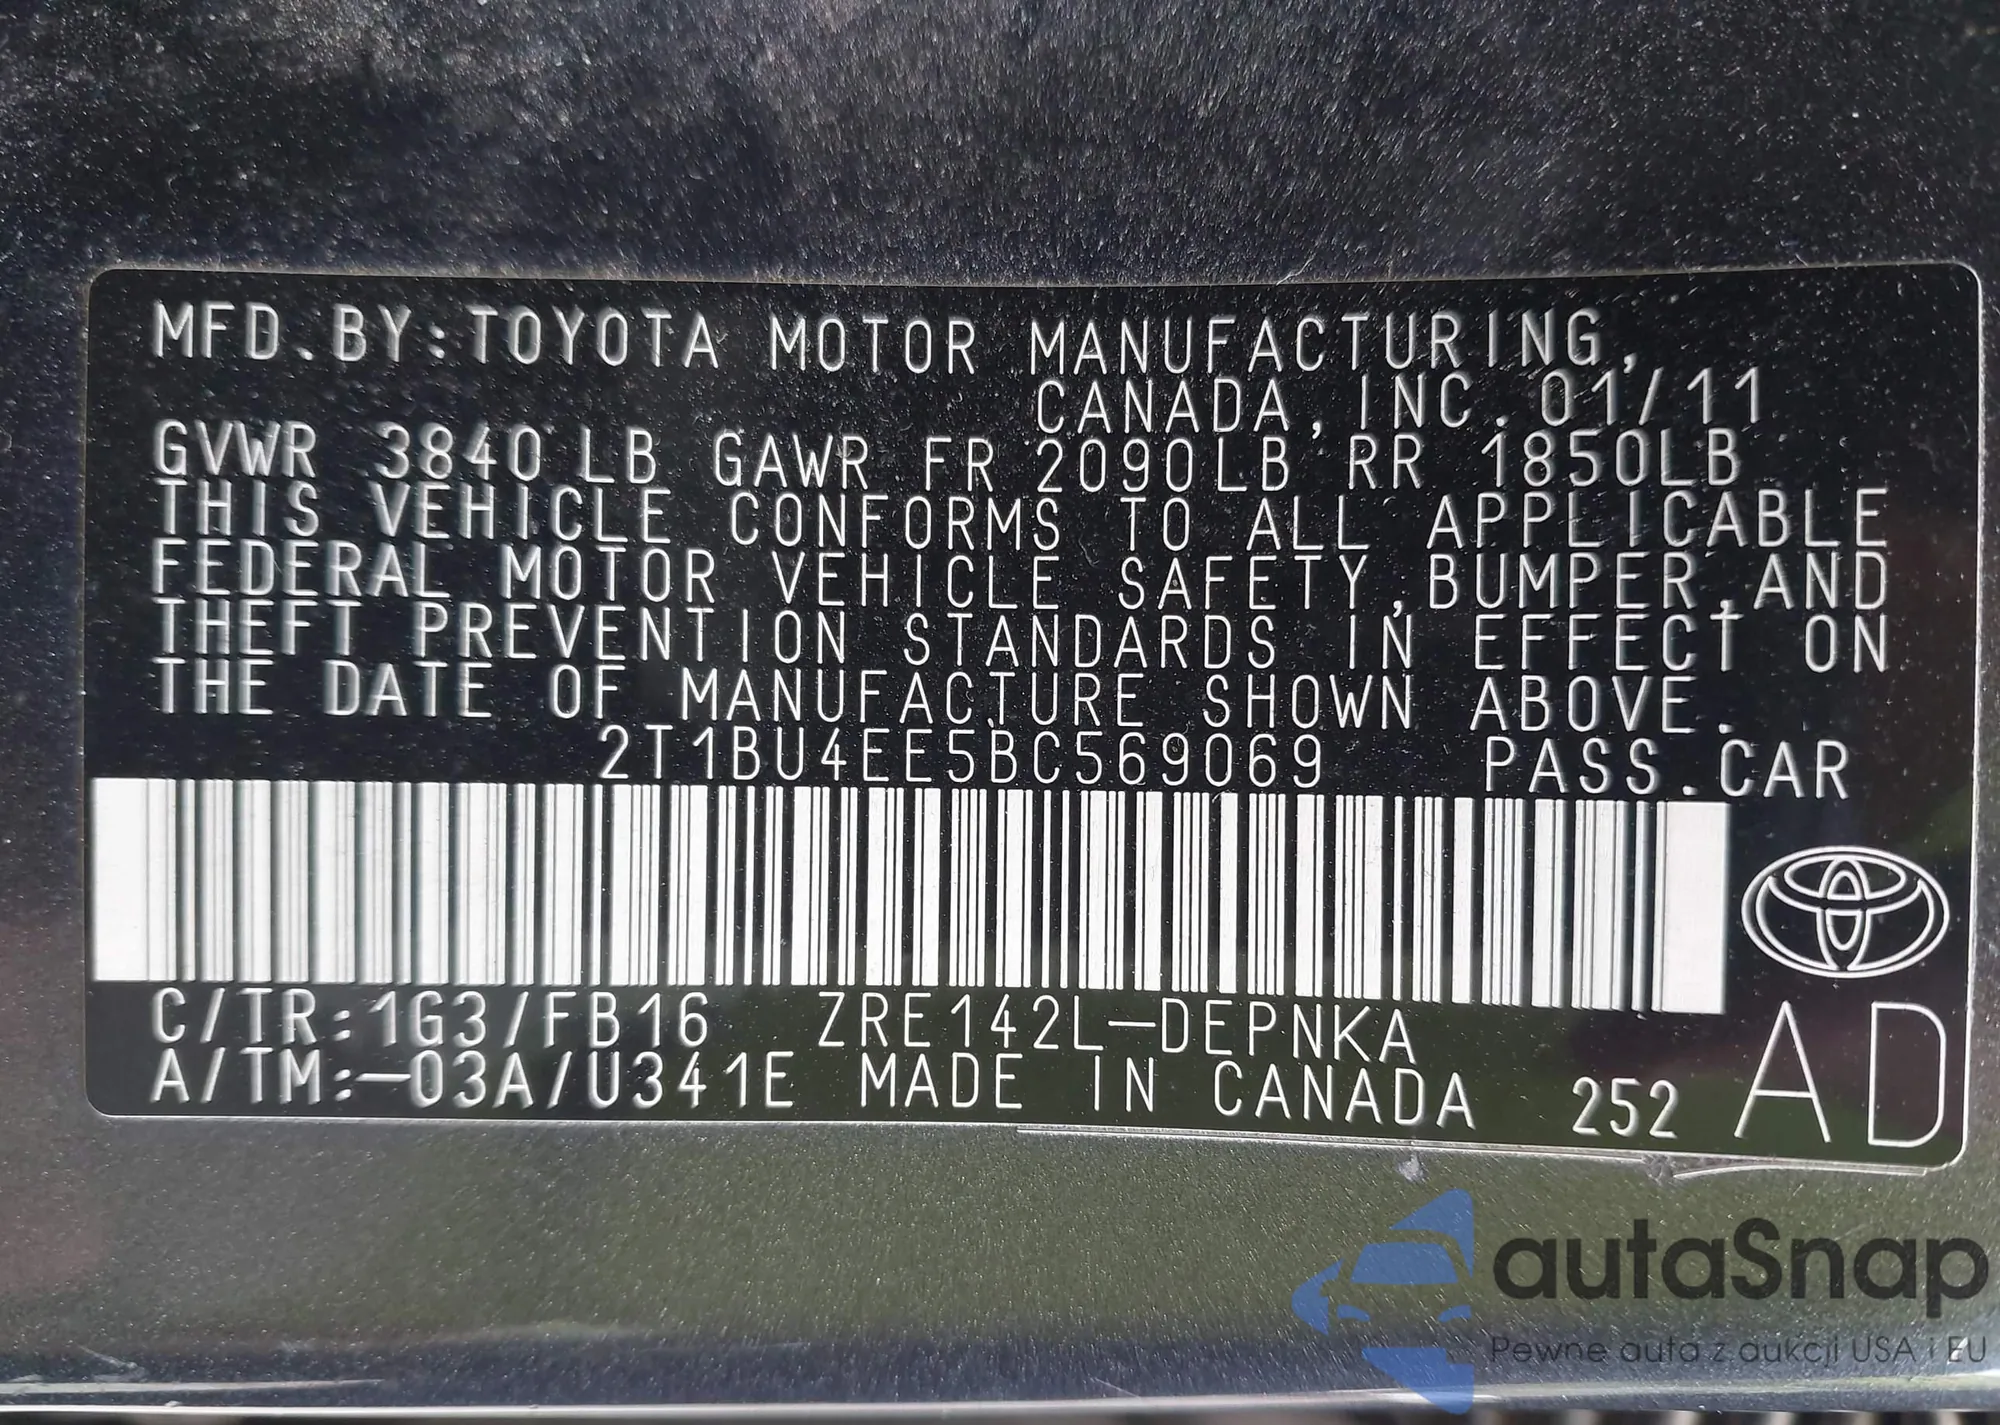 MFD.BY:TOYOTA MOTOR MANUFACTURING,
CANADA,INC.01/11
GVWR 3840LB GAWR FR 2090LB RR 1850LB
THIS VEHICLE CONFORMS TO ALL APPLICABLE
FEDERAL MOTOR VEHICLE SAFETY,BUMPER,AND
THEFT PREVENTION STANDARDS IN EFFECT ON
THE DATE OF MANUFACTURE SHOWN ABOVE.
2T1BU4EE5BC569069 PASS.CAR
C/TR:1G3/FB16 ZRE142L-DEPNKA
A/TM:-03A/U341E MADE IN CANADA 252 AD
autaSnap
Pewne auta z aukcji USA i EU